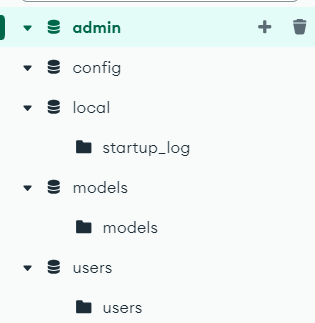 admin
config
local
startup_log
models
models
users
users